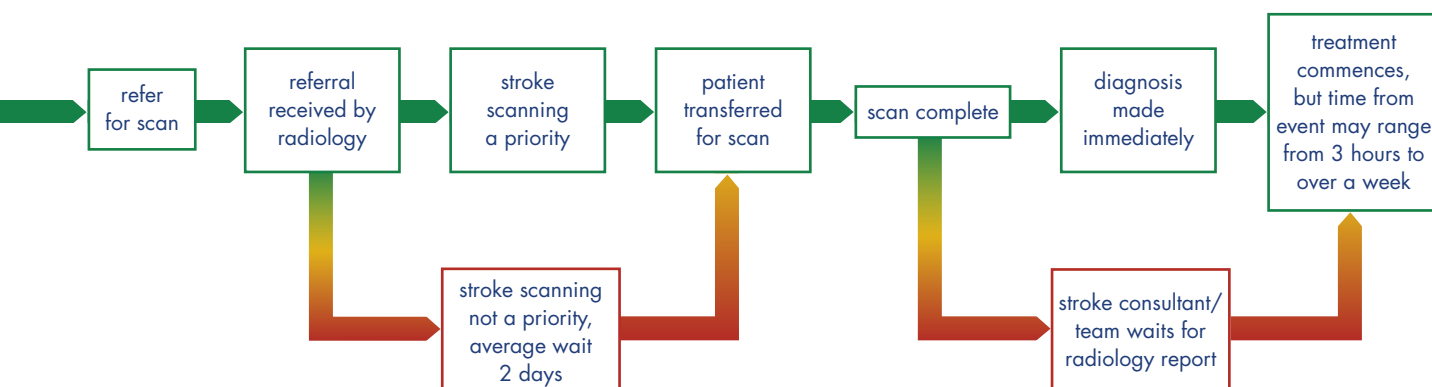 refer
for scan
referral
received by
radiology
stroke
scanning
a priority
patient
transferred
for scan
scan complete
diagnosis
made
immediately
treatment
commences,
but time from
event may range
from 3 hours to
over a week
stroke scanning
not a priority,
average wait
2 days
stroke consultant/
team waits for
radiology report